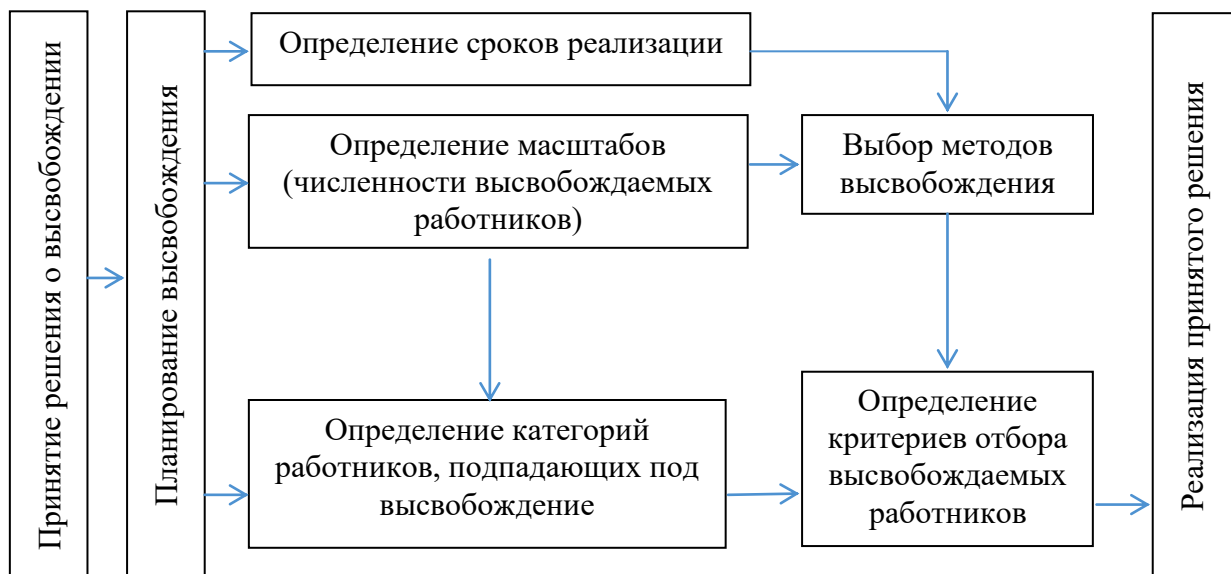 Принятие решения о высвобождении
Планирование высвобождения
Определение сроков реализации
Определение масштабов
(численности высвобождаемых
работников)
Выбор методов
высвобождения
Определение категорий
работников, подпадающих под
высвобождение
Определение
критериев отбора
высвобождаемых
работников
Реализация принятого решения